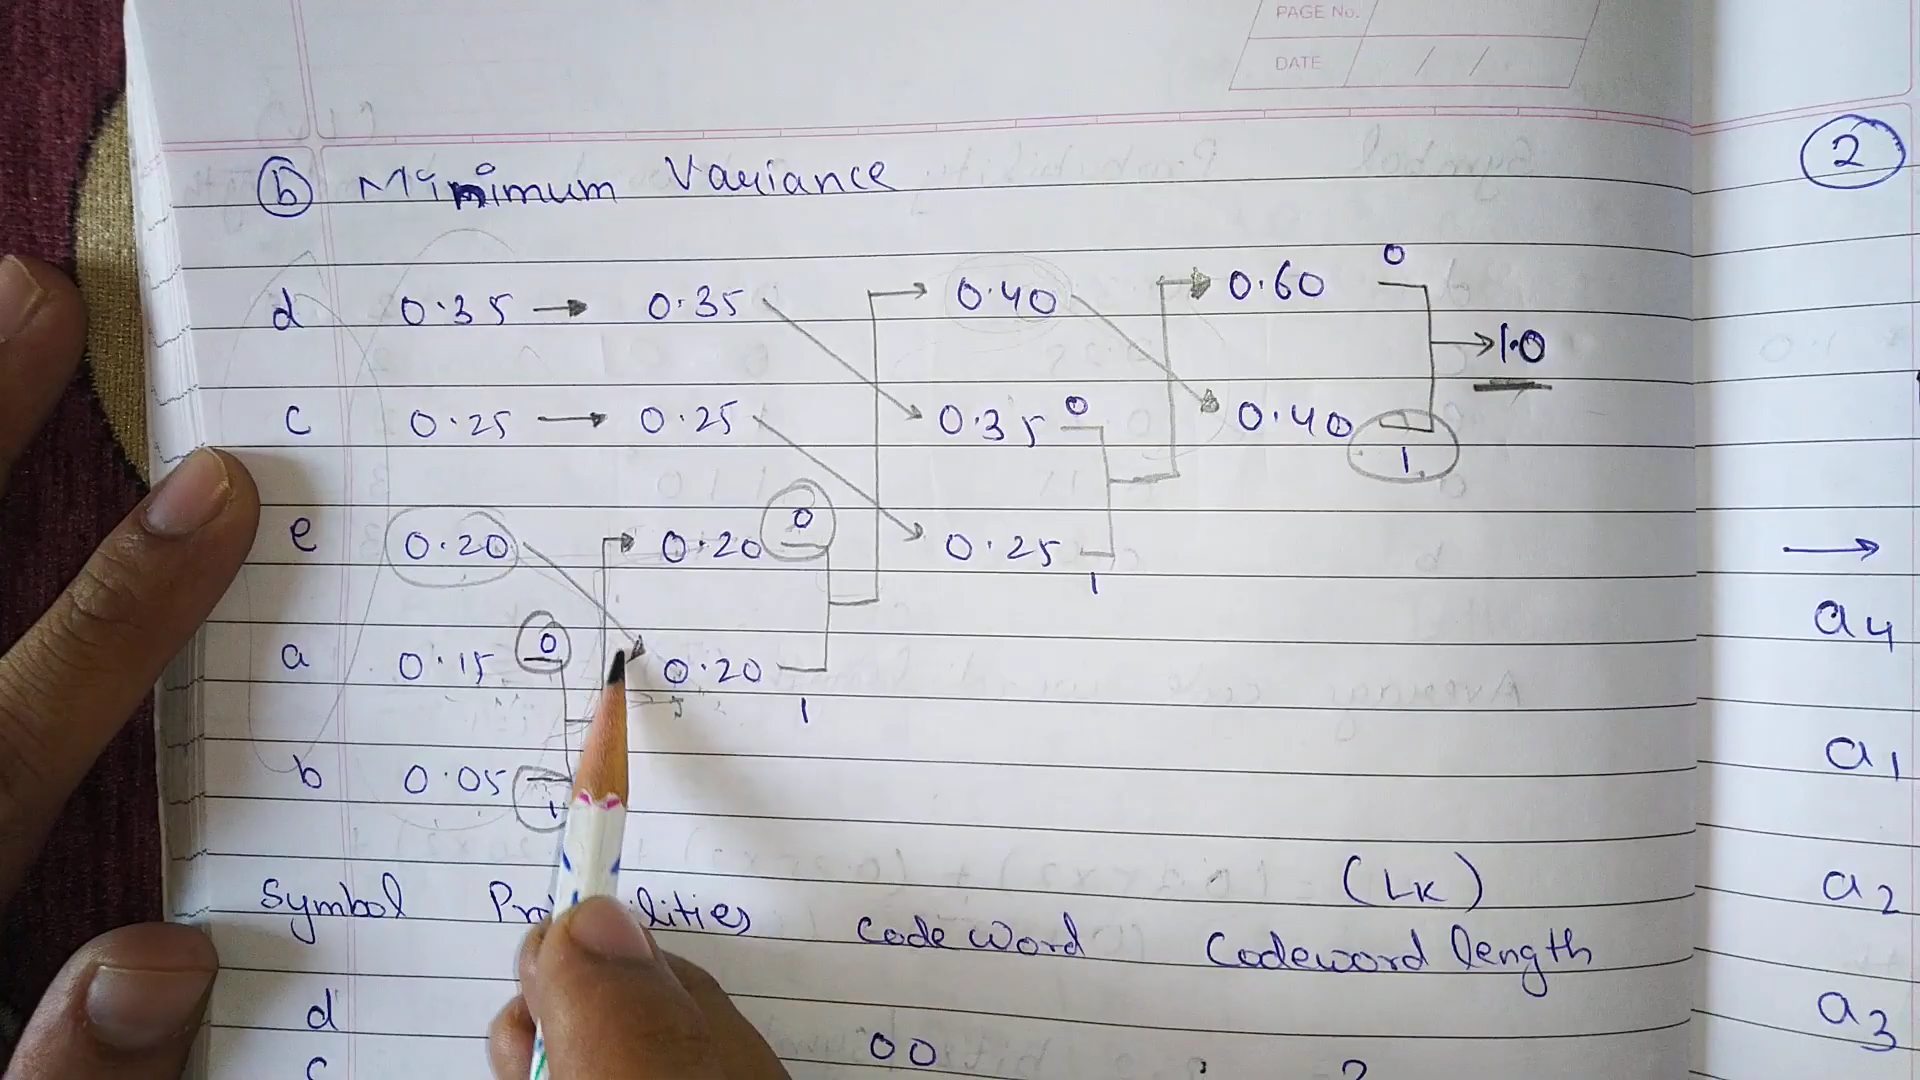 PAGE No.
DATE / /
2
(b) Minimum Variance
d 0.35 → 0.35 0.40 0.60 0
→ 1.0
c 0.25 → 0.25 0.35 0 0.40 1
e 0.20 0.20 0 0.25 1
→
a 0.15 0 0.20 1
a4
b 0.05 1
a1
(LK)
a2
Symbol code word Codeword length
d 00 2
a3
c